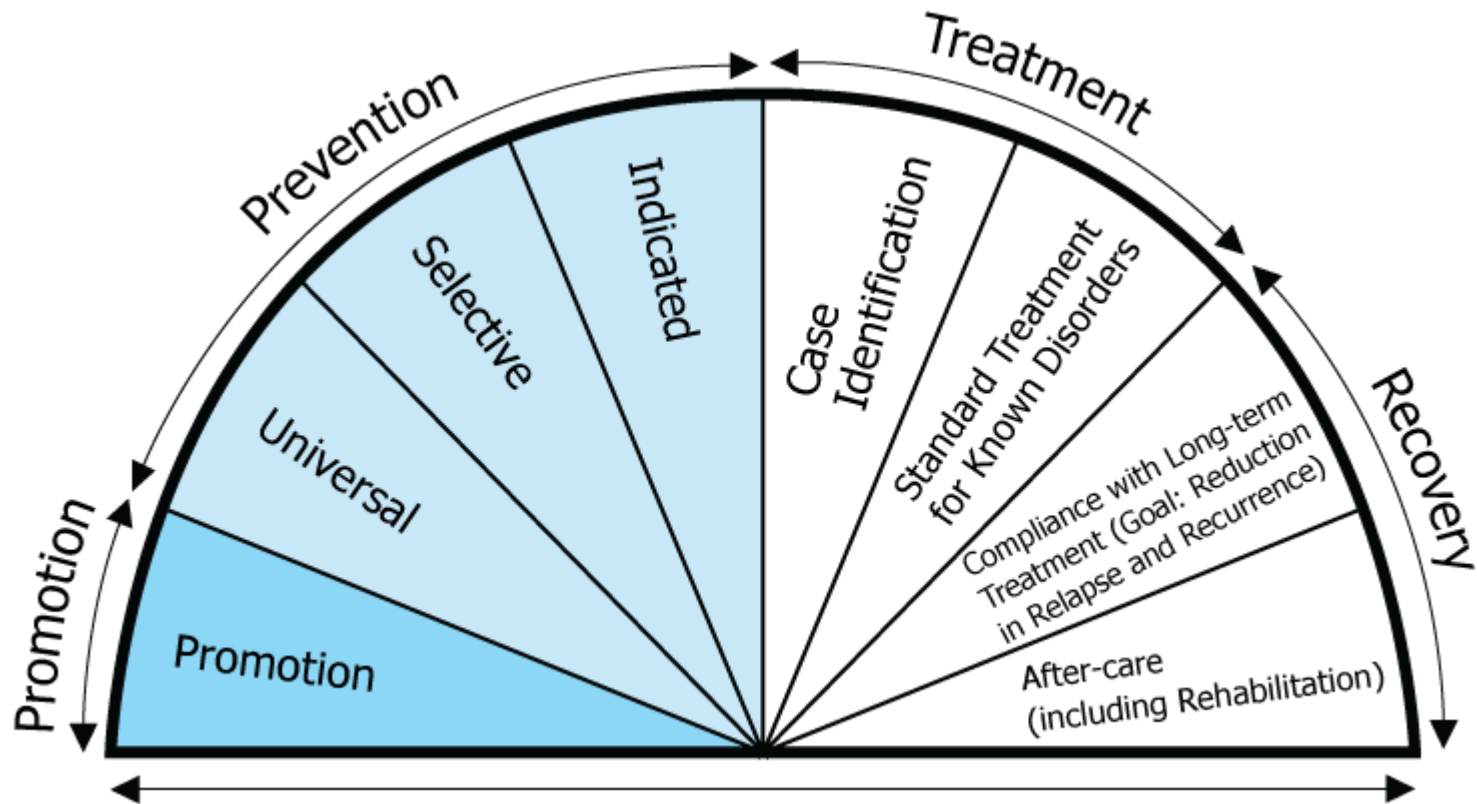 Promotion
Prevention
Treatment
Recovery
Promotion
Universal
Selective
Indicated
Case
Identification
Standard Treatment
for Known Disorders
Compliance with Long-term
Treatment (Goal: Reduction
in Relapse and Recurrence)
After-care
(including Rehabilitation)